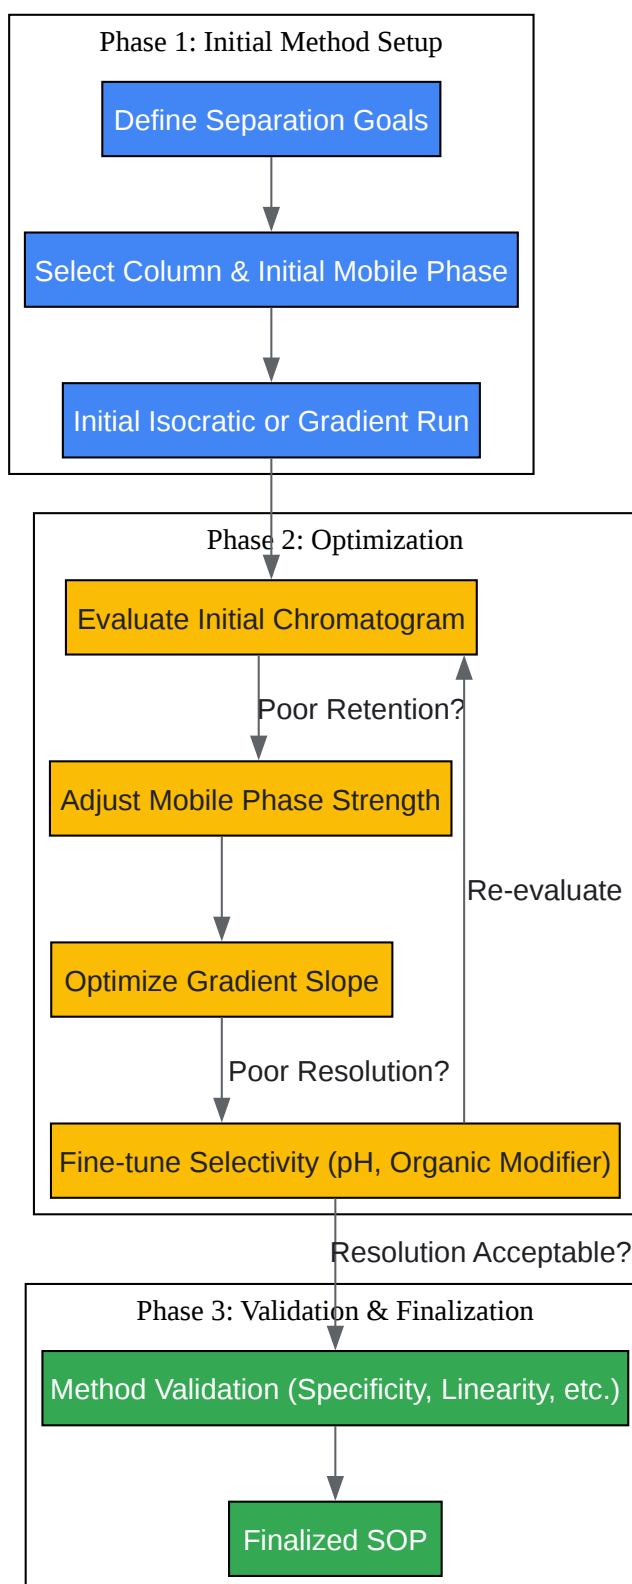 Phase 1: Initial Method Setup
Define Separation Goals
Select Column & Initial Mobile Phase
Initial Isocratic or Gradient Run
Phase 2: Optimization
Evaluate Initial Chromatogram
Poor Retention?
Adjust Mobile Phase Strength
Re-evaluate
Optimize Gradient Slope
Poor Resolution?
Fine-tune Selectivity (pH, Organic Modifier)
Resolution Acceptable?
Phase 3: Validation & Finalization
Method Validation (Specificity, Linearity, etc.)
Finalized SOP